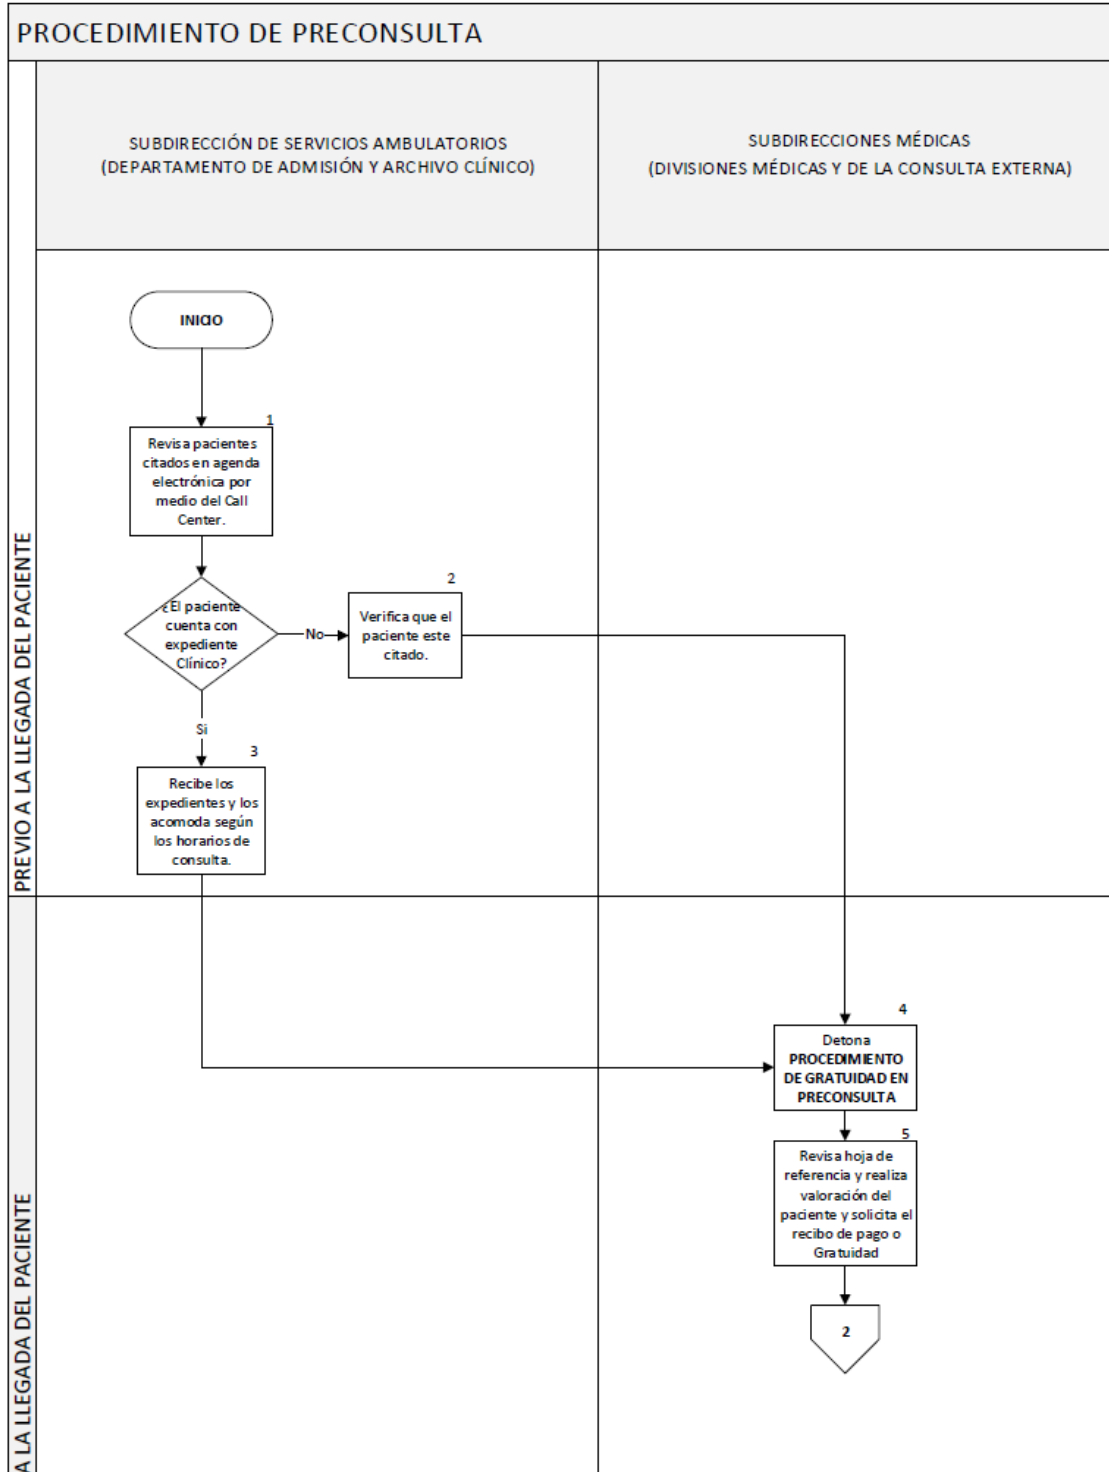 PROCEDIMIENTO DE PRECONSULTA
SUBDIRECCIÓN DE SERVICIOS AMBULATORIOS
(DEPARTAMENTO DE ADMISIÓN Y ARCHIVO CLÍNICO)
SUBDIRECCIONES MÉDICAS
(DIVISIONES MÉDICAS Y DE LA CONSULTA EXTERNA)
PREVIO A LA LLEGADA DEL PACIENTE
INICIO
1
Revisa pacientes
citados en agenda
electrónica por
medio del Call
Center.
¿El paciente
cuenta con
expediente
Clínico?
No
2
Verifica que el
paciente este
citado.
Si
3
Recibe los
expedientes y los
acomoda según
los horarios de
consulta.
A LA LLEGADA DEL PACIENTE
4
Detona
PROCEDIMIENTO
DE GRATUIDAD EN
PRECONSULTA
5
Revisa hoja de
referencia y realiza
valoración del
paciente y solicita el
recibo de pago o
Gratuidad
2